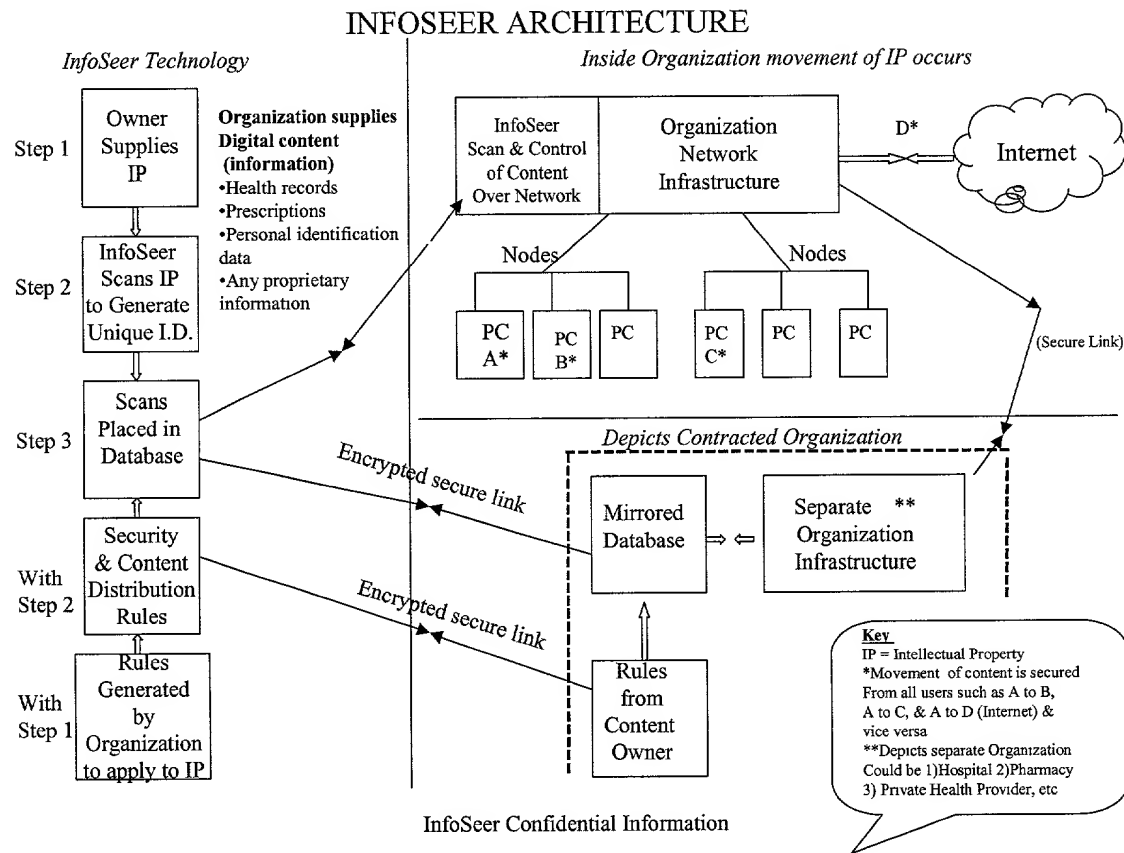 INFOSEER ARCHITECTURE
InfoSeer Technology
Step 1
Owner
Supplies
IP
Organization supplies
Digital content
(information)
•Health records
•Prescriptions
•Personal identification
data
•Any proprietary
information
Step 2
InfoSeer
Scans IP
to Generate
Unique I.D.
Step 3
Scans
Placed in
Database
With
Step 2
Security
& Content
Distribution
Rules
With
Step 1
Rules
Generated
by
Organization
to apply to IP
Inside Organization movement of IP occurs
InfoSeer
Scan & Control
of Content
Over Network
Organization
Network
Infrastructure
D*
Internet
Nodes
Nodes
PC
A*
PC
B*
PC
PC
C*
PC
PC
(Secure Link)
Depicts Contracted Organization
Encrypted secure link
Encrypted secure link
Mirrored
Database
Separate **
Organization
Infrastructure
Rules
from
Content
Owner
Key
IP = Intellectual Property
*Movement of content is secured
From all users such as A to B,
A to C, & A to D (Internet) &
vice versa
**Depicts separate Organization
Could be 1)Hospital 2)Pharmacy
3) Private Health Provider, etc
InfoSeer Confidential Information